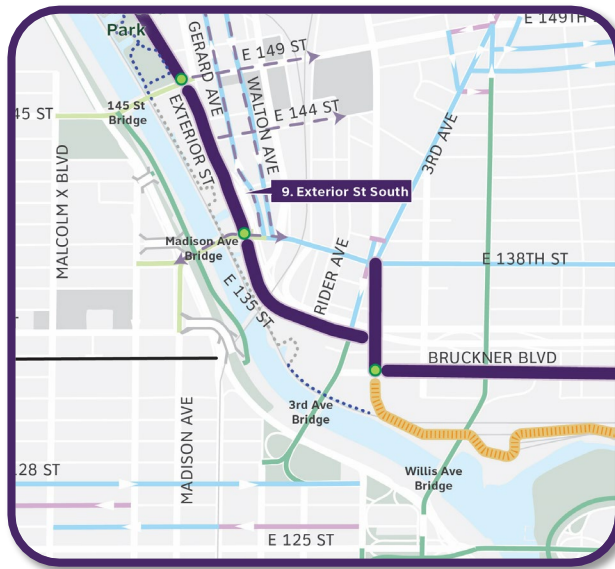 Park
E 149TH S
GERARD AVE
E 149 ST
WALTON AVE
145 St
Bridge
45 ST
EXTERIOR ST
E 144 ST
3RD AVE
MALCOLM X BLVD
9. Exterior St South
Madison Ave
Bridge
E 138TH ST
RIDER AVE
E 135 ST
BRUCKNER BLVD
3rd Ave
Bridge
MADISON AVE
Willis Ave
Bridge
28 ST
E 125 ST